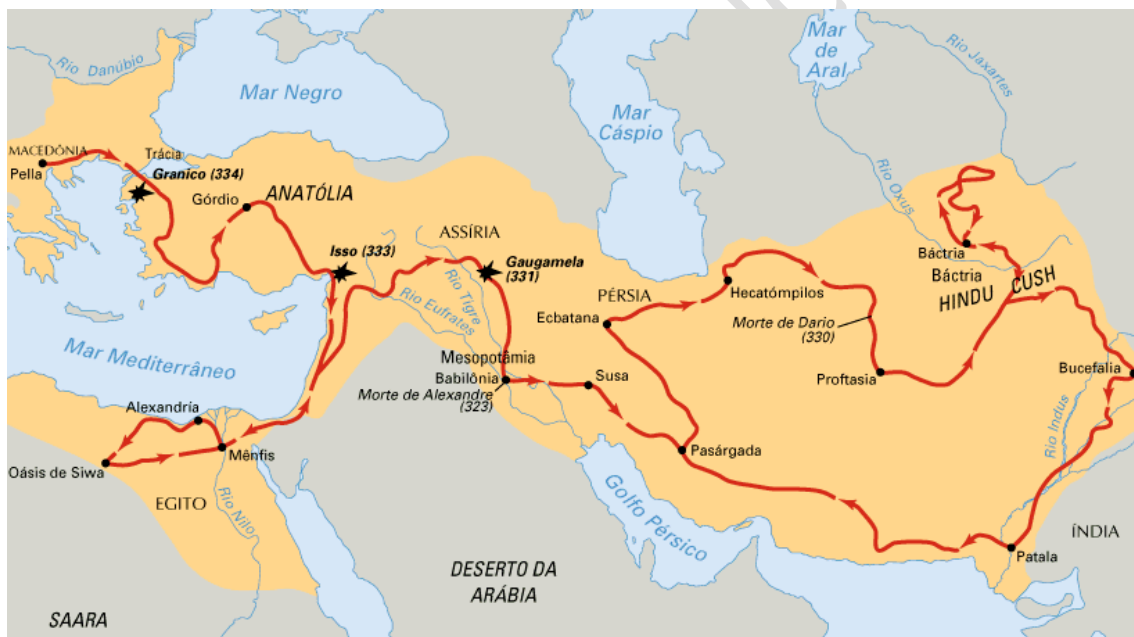 Mar
de
Aral
Rio Jaxartes
Rio Danúbio
Mar Negro
Mar
Cáspio
MACEDÔNIA
Pella
Trácia
Granico (334)
Górdio
ANATÓLIA
Rio Oxus
Isso (333)
ASSÍRIA
Gaugamela
(331)
Báctria
Báctria
HINDU CUSH
Rio Tigre
Rio Eufrates
PÉRSIA
Hecatómpilos
Ecbatana
Morte de Dario
(330)
Mar Mediterrâneo
Mesopotâmia
Babilônia
Morte de Alexandre
(323)
Susa
Proftasia
Bucefália
Rio Indus
Alexandría
Oásis de Siwa
Mênfis
Pasárgada
EGITO
Rio Nilo
Golfo Pérsico
ÍNDIA
Patala
DESERTO DA
ARÁBIA
SAARA